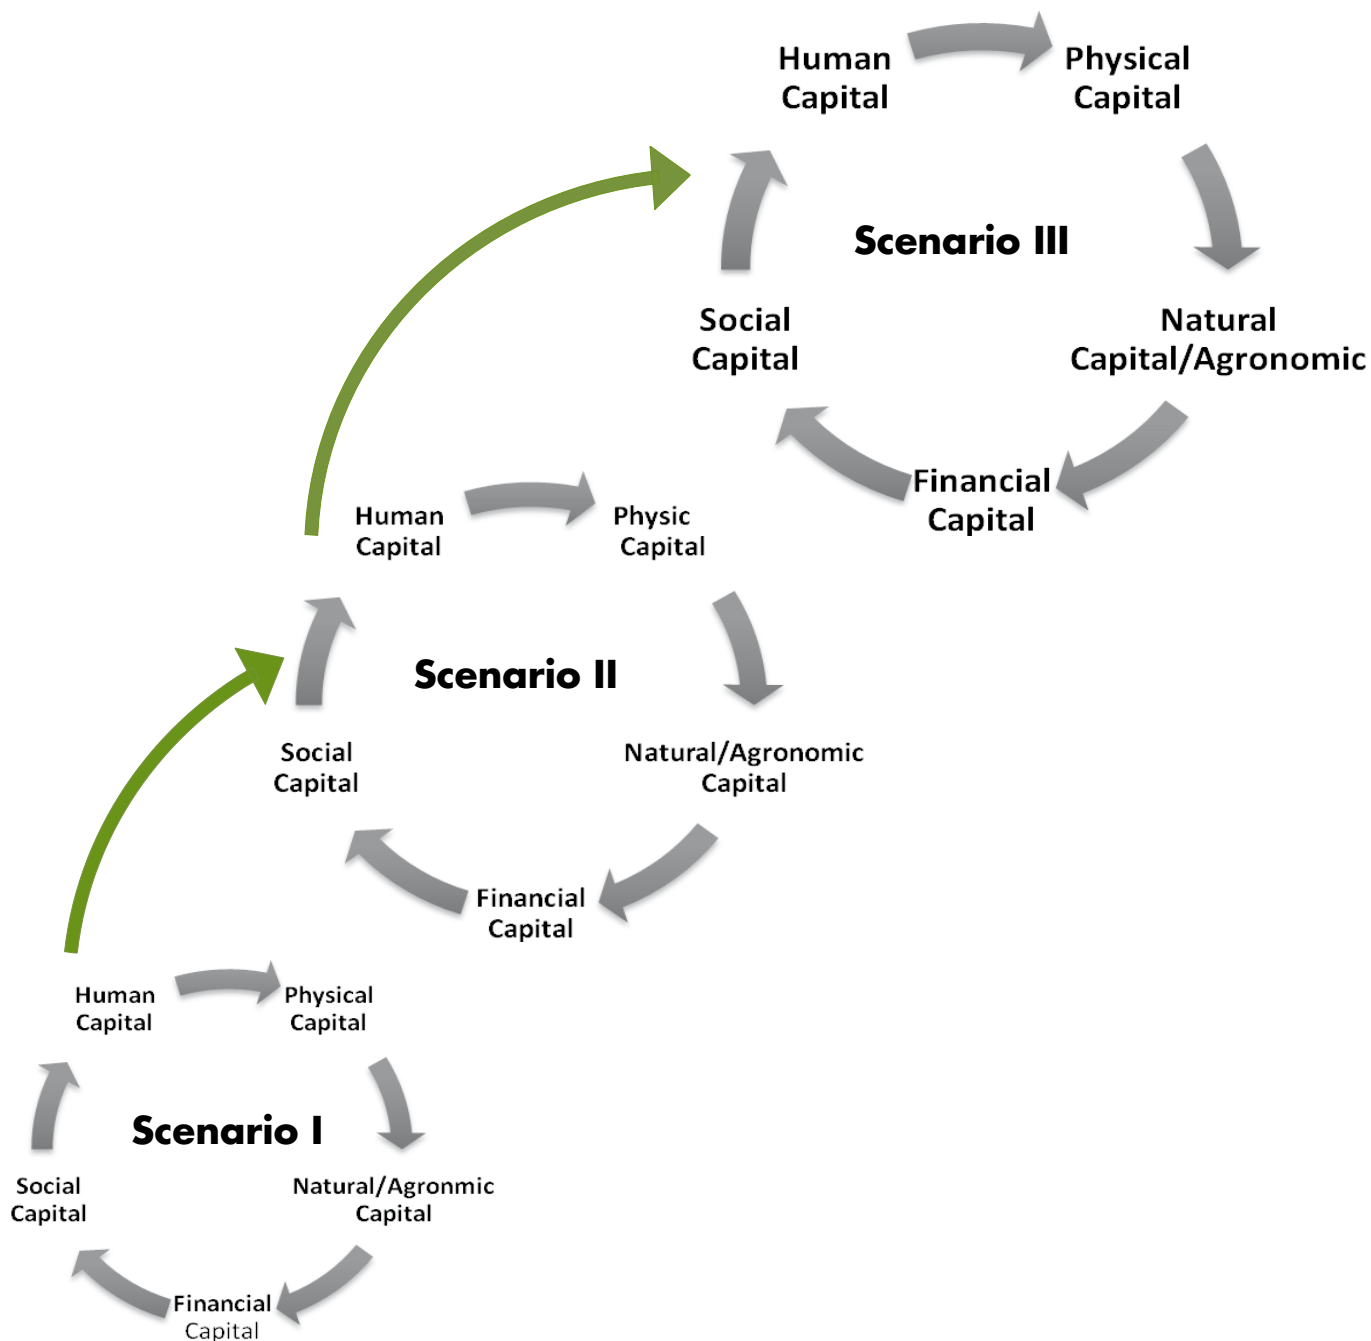 Human
Capital
Physical
Capital
Scenario III
Social
Capital
Natural
Capital/Agronomic
Financial
Capital
Human
Capital
Physic
Capital
Scenario II
Social
Capital
Natural/Agronomic
Capital
Financial
Capital
Human
Capital
Physical
Capital
Scenario I
Social
Capital
Natural/Agronmic
Capital
Financial
Capital